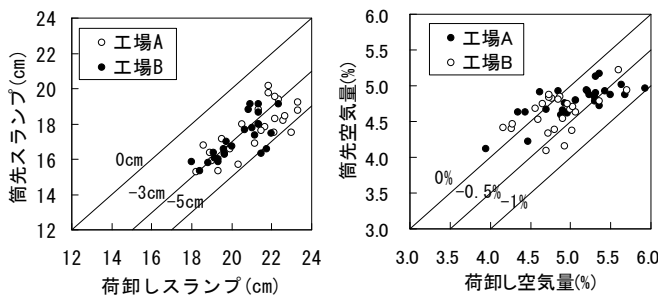 24
22
20
18
16
14
12
筒先スランプ(cm)
○ 工場A
● 工場B
0cm
-3cm
-5cm
12 14 16 18 20 22 24
荷卸しスランプ(cm)
6.0
5.5
5.0
4.5
4.0
3.5
3.0
筒先空気量(%)
● 工場A
○ 工場B
0%
-0.5%
-1%
3.0 3.5 4.0 4.5 5.0 5.5 6.0
荷卸し空気量(%)